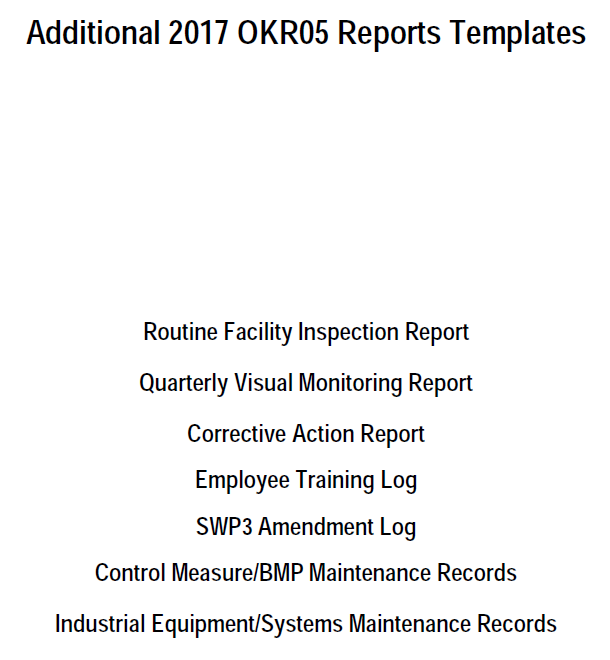 Additional 2017 OKR05 Reports Templates
Routine Facility Inspection Report
Quarterly Visual Monitoring Report
Corrective Action Report
Employee Training Log
SWP3 Amendment Log
Control Measure/BMP Maintenance Records
Industrial Equipment/Systems Maintenance Records